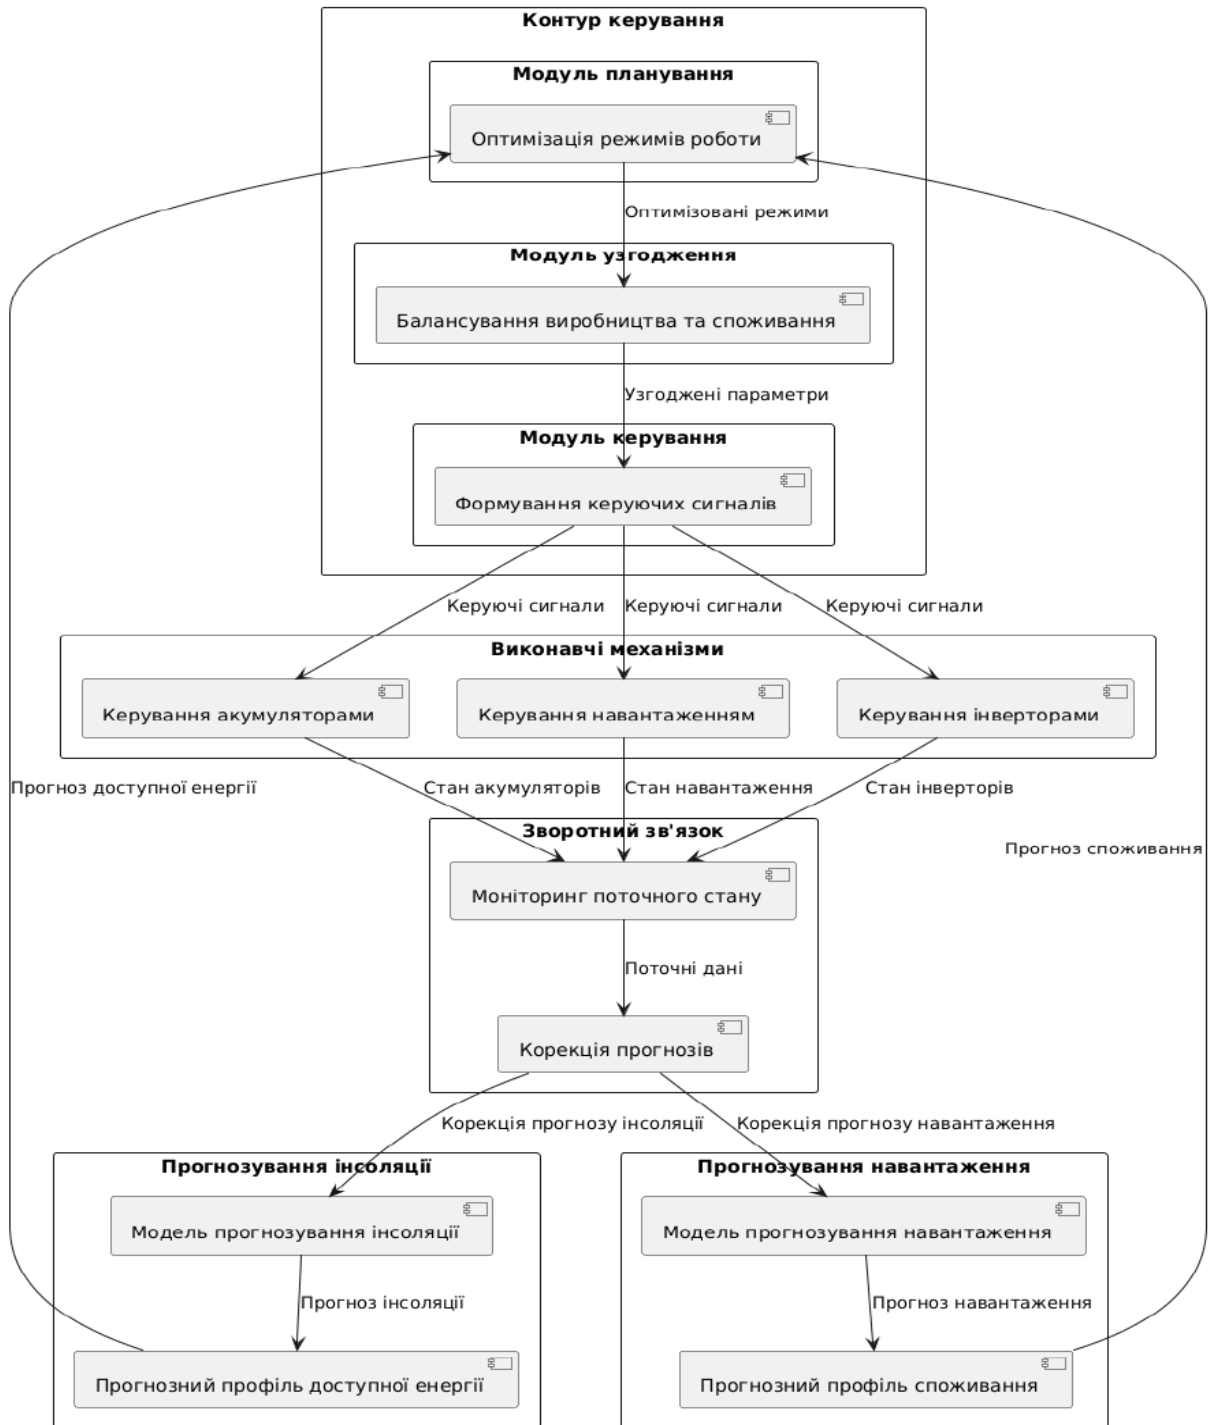 Контур керування
Модуль планування
Оптимізація режимів роботи
Оптимізовані режими
Модуль узгодження
Балансування виробництва та споживання
Узгоджені параметри
Модуль керування
Формування керуючих сигналів
Керуючі сигнали
Керуючі сигнали
Керуючі сигнали
Виконавчі механізми
Керування акумуляторами
Керування навантаженням
Керування інверторами
Прогноз доступної енергії
Стан акумуляторів
Стан навантаження
Стан інверторів
Зворотний зв'язок
Прогноз споживання
Моніторинг поточного стану
Поточні дані
Корекція прогнозів
Корекція прогнозу інсоляції
Корекція прогнозу навантаження
Прогнозування інсоляції
Прогнозування навантаження
Модель прогнозування інсоляції
Модель прогнозування навантаження
Прогноз інсоляції
Прогноз навантаження
Прогнозний профіль доступної енергії
Прогнозний профіль споживання